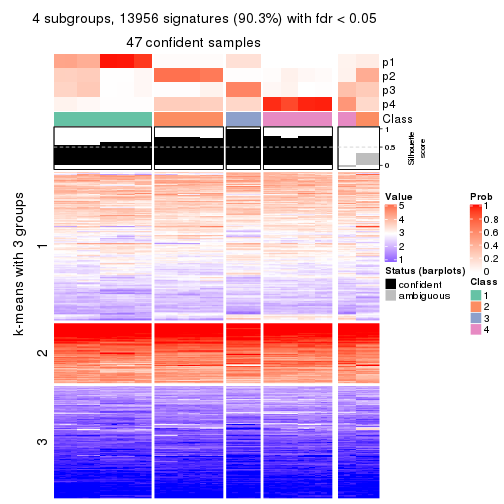 4 subgroups, 13956 signatures (90.3%) with fdr < 0.05
47 confident samples
p1
p2
p3
p4
Class
1
0.5
0
Silhouette
score
k-means with 3 groups
1
2
3
Value
5
4
3
2
1
Status (barplots)
confident
ambiguous
Prob
1
0.8
0.6
0.4
0.2
0
Class
1
2
3
4